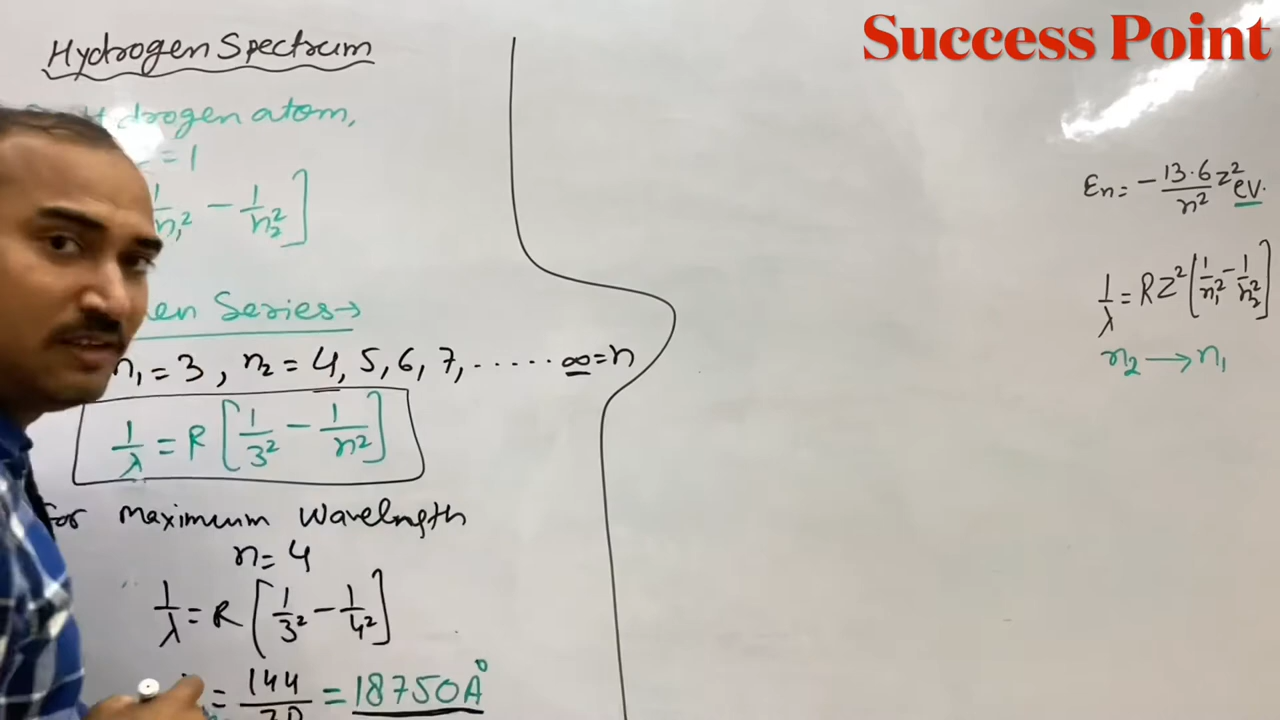 Success Point
Hydrogen Spectrum
drogen atom,
= 1
1/n₁² - 1/n₂²]
en Series→
n₁ = 3, n₂ = 4, 5, 6, 7, ...... ∞ = n
1/λ = R [1/3² - 1/n²]
For maximum wavelength
n = 4
1/λ = R [1/3² - 1/4²]
= 144/7R = 18750A°
En = -13.6/n² z² ev.
1/λ = RZ² [1/n₁² - 1/n₂²]
n₂ → n₁